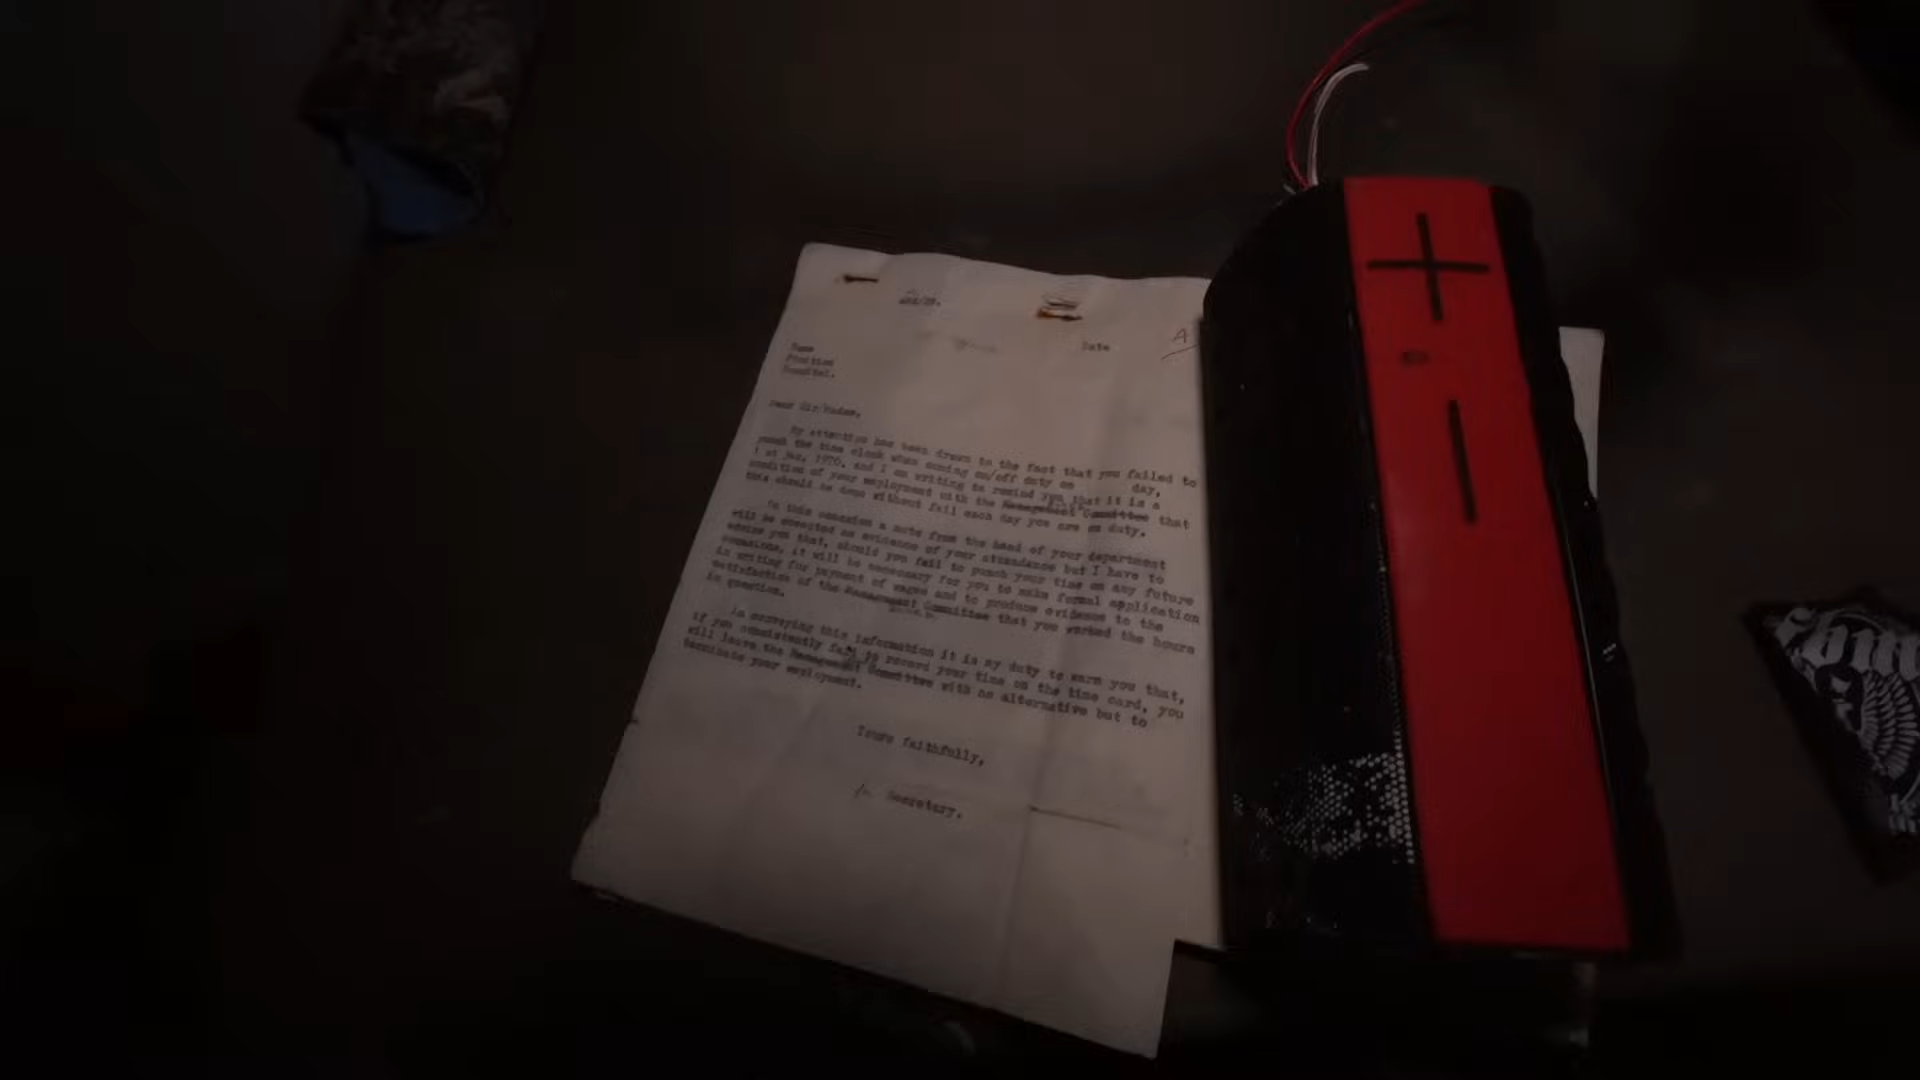 Date
A
Name
Position
Hospital.
Dear Sir/Madam,
My attention has been drawn to the fact that you failed to
punch the time clock when coming on/off duty on day,
1st Jan, 1970, and I am writing to remind you that it is a
condition of your employment with the Management Committee that
this should be done without fail each day you are on duty.
On this occasion a note from the head of your department
will be accepted as evidence of your attendance but I have to
advise you that, should you fail to punch your time on any future
occasions, it will be necessary for you to make formal application
in writing for payment of wages and to produce evidence to the
satisfaction of the Management Committee that you worked the hours
in question.
In conveying this information it is my duty to warn you that,
if you consistently fail to record your time on the time card, you
will leave the Management Committee with no alternative but to
terminate your employment.
Yours faithfully,
Secretary.